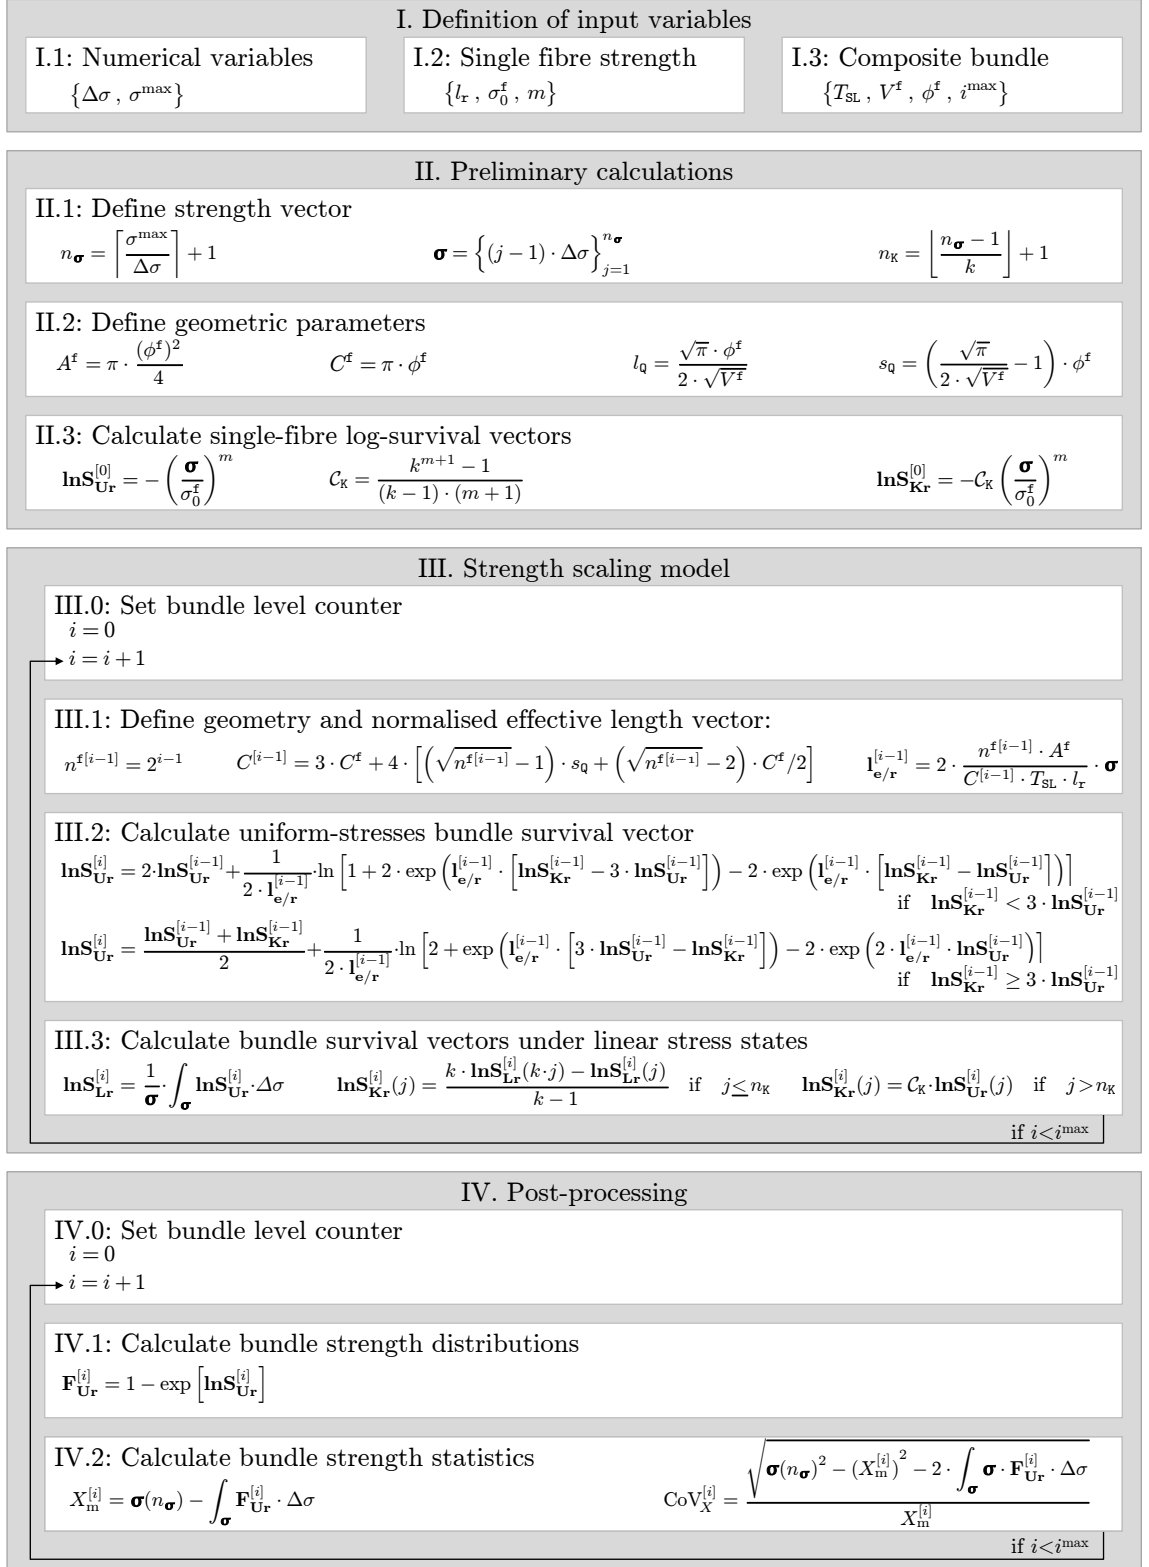 I. Definition of input variables
I.1: Numerical variables
{Δσ , σ^max}
I.2: Single fibre strength
{l_r , σ_0^f , m}
I.3: Composite bundle
{T_SL , V^f , φ^f , i^max}
II. Preliminary calculations
II.1: Define strength vector
n_σ = ⌈σ^max / Δσ⌉ + 1
σ = {(j − 1) · Δσ}_{j=1}^{n_σ}
n_K = ⌊(n_σ − 1) / k⌋ + 1
II.2: Define geometric parameters
A^f = π · (φ^f)^2 / 4
C^f = π · φ^f
l_Q = (√π · φ^f) / (2 · √V^f)
s_Q = (√π / (2 · √V^f) − 1) · φ^f
II.3: Calculate single-fibre log-survival vectors
lnS_Ur^[0] = − (σ / σ_0^f)^m
C_K = (k^{m+1} − 1) / ((k − 1) · (m + 1))
lnS_Kr^[0] = −C_K (σ / σ_0^f)^m
III. Strength scaling model
III.0: Set bundle level counter
i = 0
i = i + 1
III.1: Define geometry and normalised effective length vector:
n^{f[i−1]} = 2^{i−1}
C^[i−1] = 3 · C^f + 4 · [(√n^{f[i−1]} − 1) · s_Q + (√n^{f[i−1]} − 2) · C^f/2]
l_{e/r}^[i−1] = 2 · (n^{f[i−1]} · A^f) / (C^[i−1] · T_SL · l_r) · σ
III.2: Calculate uniform-stresses bundle survival vector
lnS_Ur^[i] = 2·lnS_Ur^[i−1] + 1 / (2 · l_{e/r}^[i−1]) ·ln [1 + 2 · exp (l_{e/r}^[i−1] · [lnS_Kr^[i−1] − 3 · lnS_Ur^[i−1]]) − 2 · exp (l_{e/r}^[i−1] · [lnS_Kr^[i−1] − lnS_Ur^[i−1]])]
if lnS_Kr^[i−1] < 3 · lnS_Ur^[i−1]
lnS_Ur^[i] = (lnS_Ur^[i−1] + lnS_Kr^[i−1]) / 2 + 1 / (2 · l_{e/r}^[i−1]) ·ln [2 + exp (l_{e/r}^[i−1] · [3 · lnS_Ur^[i−1] − lnS_Kr^[i−1]]) − 2 · exp (2 · l_{e/r}^[i−1] · lnS_Ur^[i−1])]
if lnS_Kr^[i−1] ≥ 3 · lnS_Ur^[i−1]
III.3: Calculate bundle survival vectors under linear stress states
lnS_Lr^[i] = 1/σ · ∫_σ lnS_Ur^[i] · Δσ
lnS_Kr^[i](j) = (k · lnS_Lr^[i](k·j) − lnS_Lr^[i](j)) / (k − 1) if j ≤ n_K
lnS_Kr^[i](j) = C_K · lnS_Ur^[i](j) if j > n_K
if i<i^max
IV. Post-processing
IV.0: Set bundle level counter
i = 0
i = i + 1
IV.1: Calculate bundle strength distributions
F_Ur^[i] = 1 − exp [lnS_Ur^[i]]
IV.2: Calculate bundle strength statistics
X_m^[i] = σ(n_σ) − ∫_σ F_Ur^[i] · Δσ
CoV_X^[i] = √(σ(n_σ)^2 − (X_m^[i])^2 − 2 · ∫_σ σ · F_Ur^[i] · Δσ) / X_m^[i]
if i<i^max